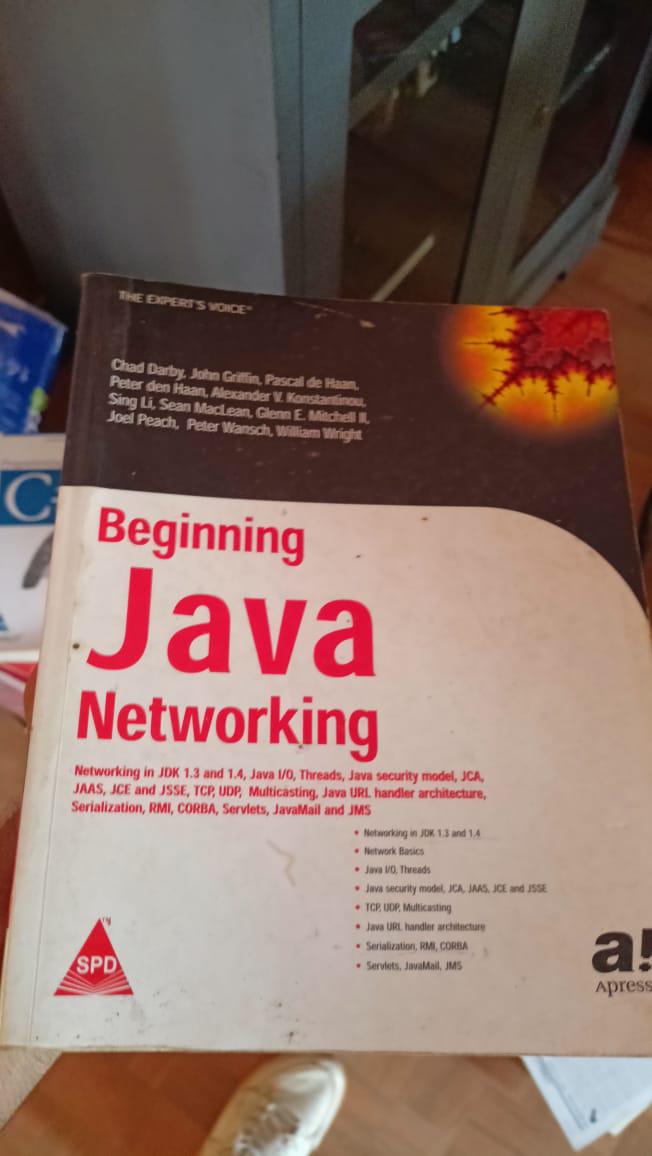 THE EXPERT'S VOICE®
Chad Darby, John Griffin, Pascal de Haan,
Peter den Haan, Alexander V. Konstantinou,
Sing Li, Sean MacLean, Glenn E. Mitchell II,
Joel Peach, Peter Wansch, William Wright
Beginning
Java
Networking
Networking in JDK 1.3 and 1.4, Java I/O, Threads, Java security model, JCA,
JAAS, JCE and JSSE, TCP, UDP, Multicasting, Java URL handler architecture,
Serialization, RMI, CORBA, Servlets, JavaMail and JMS
• Networking in JDK 1.3 and 1.4
• Network Basics
• Java I/O, Threads
• Java security model, JCA, JAAS, JCE and JSSE
• TCP, UDP, Multicasting
• Java URL handler architecture
• Serialization, RMI, CORBA
• Servlets, JavaMail, JMS
TM
SPD
a!
Apress
C